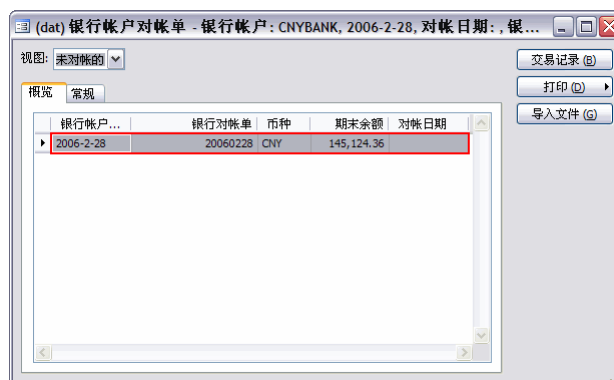 (dat) 银行帐户对帐单 - 银行帐户: CNYBANK, 2006-2-28, 对帐日期: , 银...
视图: 未对帐的
交易记录 (B)
打印 (D)
导入文件 (G)
概览 常规
银行帐户... 银行对帐单 币种 期末余额 对帐日期
2006-2-28 20060228 CNY 145,124.36